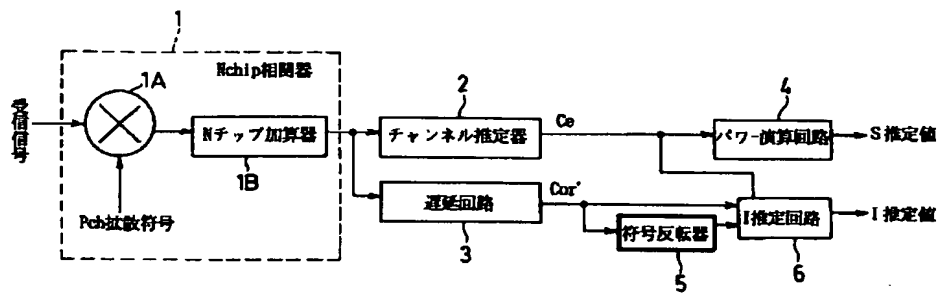 1
Nchip相関器
1A
受信信号
Nチップ加算器
1B
Pch拡散符号
2
チャンネル推定器
Ce
4
パワー演算回路
S推定値
遅延回路
3
Cor'
符号反転器
5
I推定回路
6
I推定値